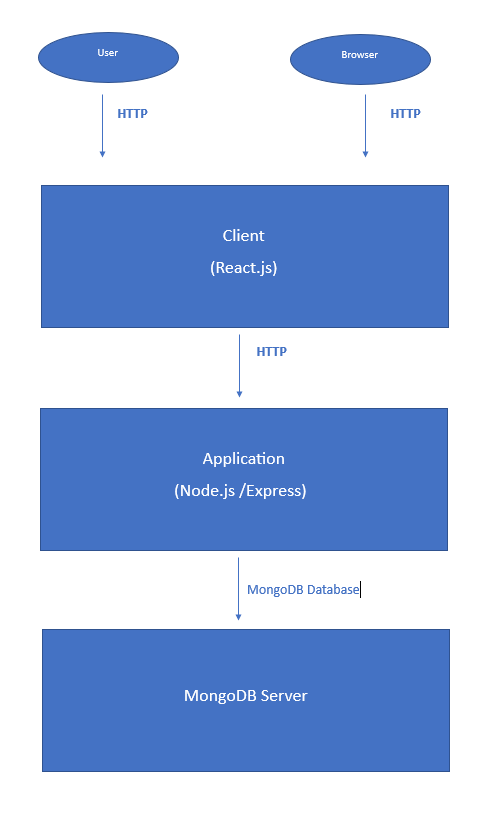 User
Browser
HTTP
HTTP
Client
(React.js)
HTTP
Application
(Node.js /Express)
MongoDB Database
MongoDB Server